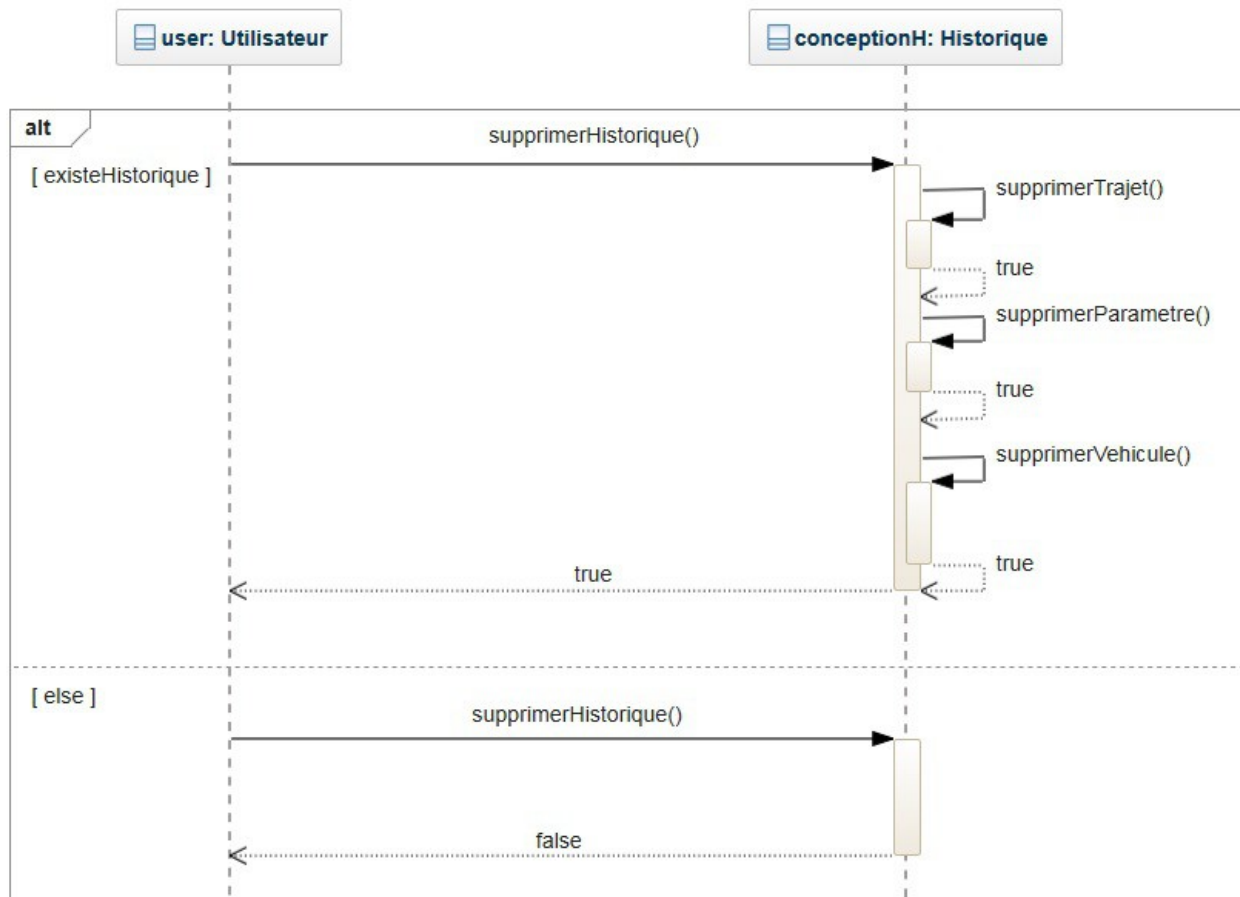 user: Utilisateur
conceptionH: Historique
alt
supprimerHistorique()
[ existeHistorique ]
supprimerTrajet()
true
supprimerParametre()
true
supprimerVehicule()
true
true
[ else ]
supprimerHistorique()
false